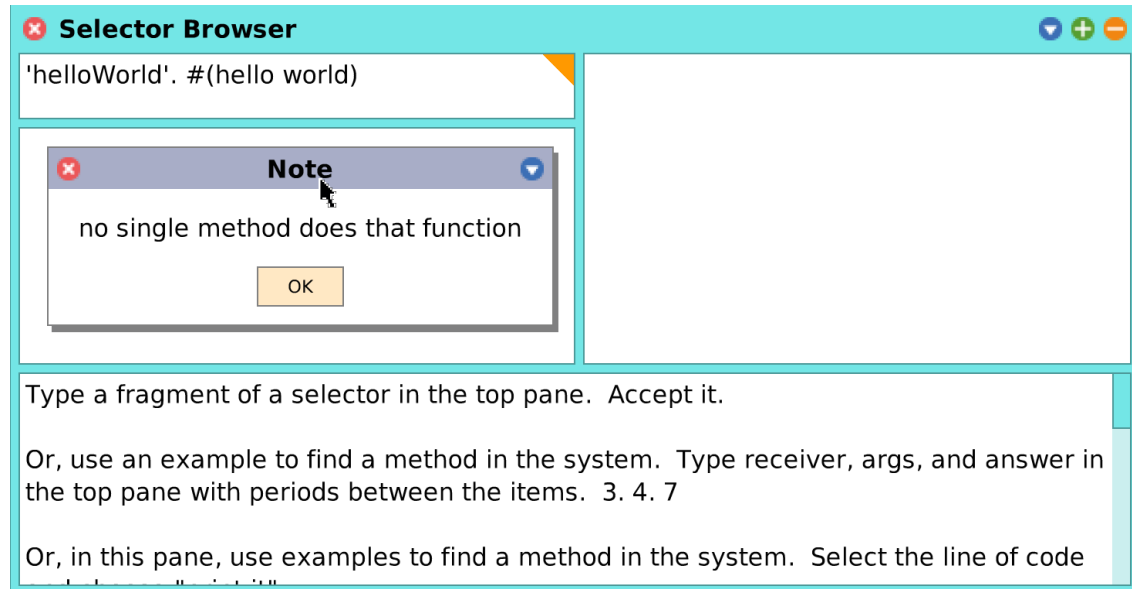 Selector Browser
'helloWorld'. #(hello world)
Note
no single method does that function
OK
Type a fragment of a selector in the top pane.  Accept it.
Or, use an example to find a method in the system.  Type receiver, args, and answer in
the top pane with periods between the items.  3. 4. 7
Or, in this pane, use examples to find a method in the system.  Select the line of code